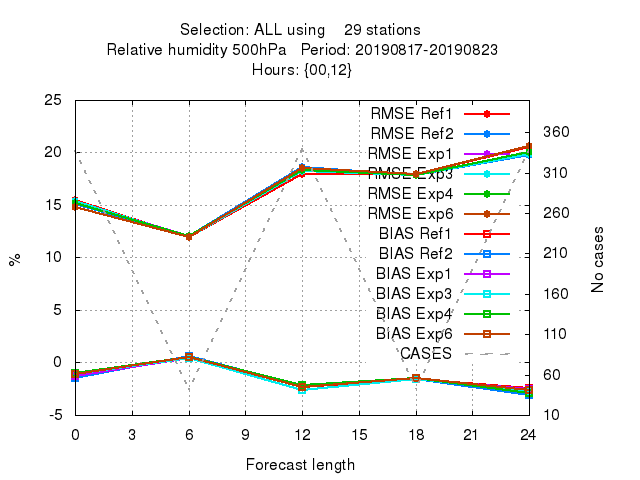 Selection: ALL using 29 stations
Relative humidity 500hPa Period: 20190817-20190823
Hours: {00,12}
25
20
15
10
5
0
-5
%
360
310
260
210
160
110
60
10
No cases
RMSE Ref1
RMSE Ref2
RMSE Exp1
RMSE Exp3
RMSE Exp4
RMSE Exp6
BIAS Ref1
BIAS Ref2
BIAS Exp1
BIAS Exp3
BIAS Exp4
BIAS Exp6
CASES
0 3 6 9 12 15 18 21 24
Forecast length